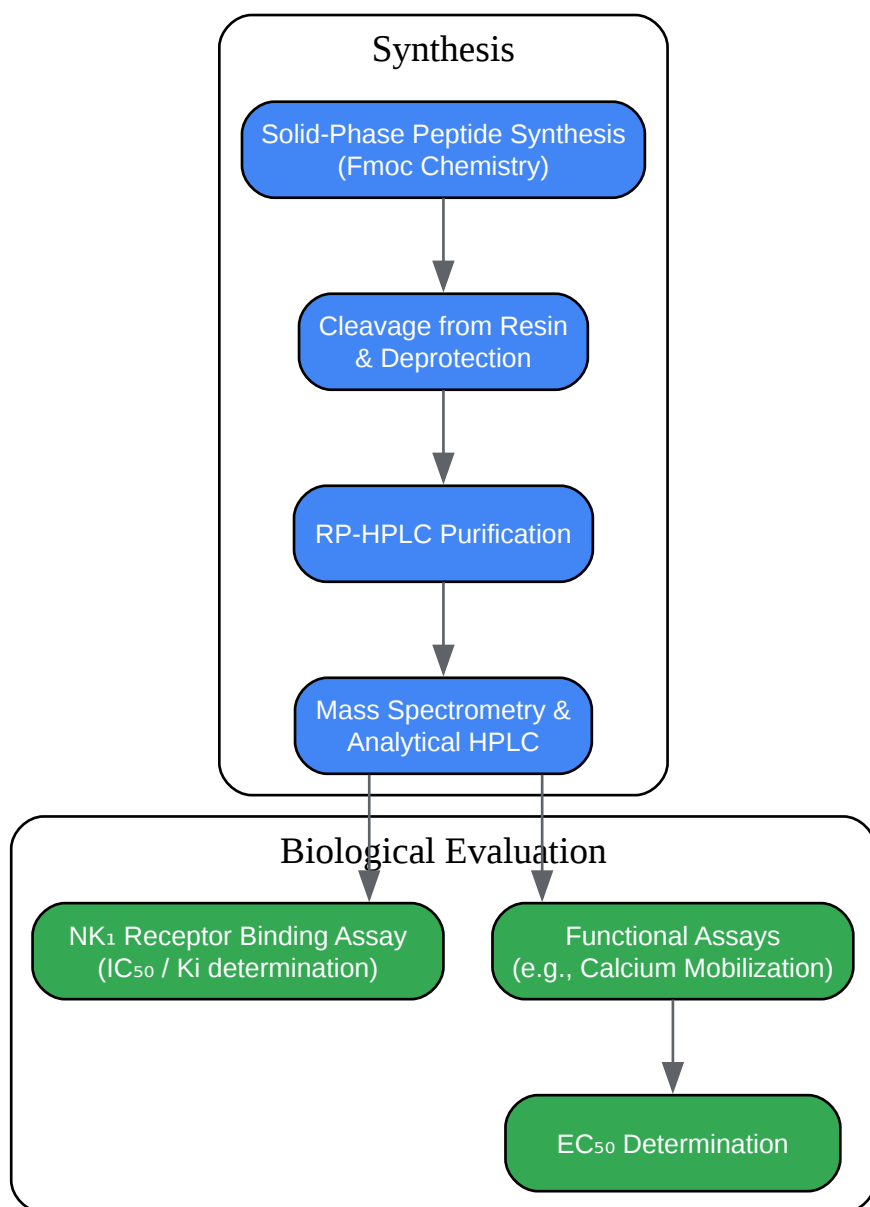 Synthesis
Solid-Phase Peptide Synthesis
(Fmoc Chemistry)
Cleavage from Resin
& Deprotection
RP-HPLC Purification
Mass Spectrometry &
Analytical HPLC
Biological Evaluation
NK₁ Receptor Binding Assay
(IC₅₀ / Ki determination)
Functional Assays
(e.g., Calcium Mobilization)
EC₅₀ Determination